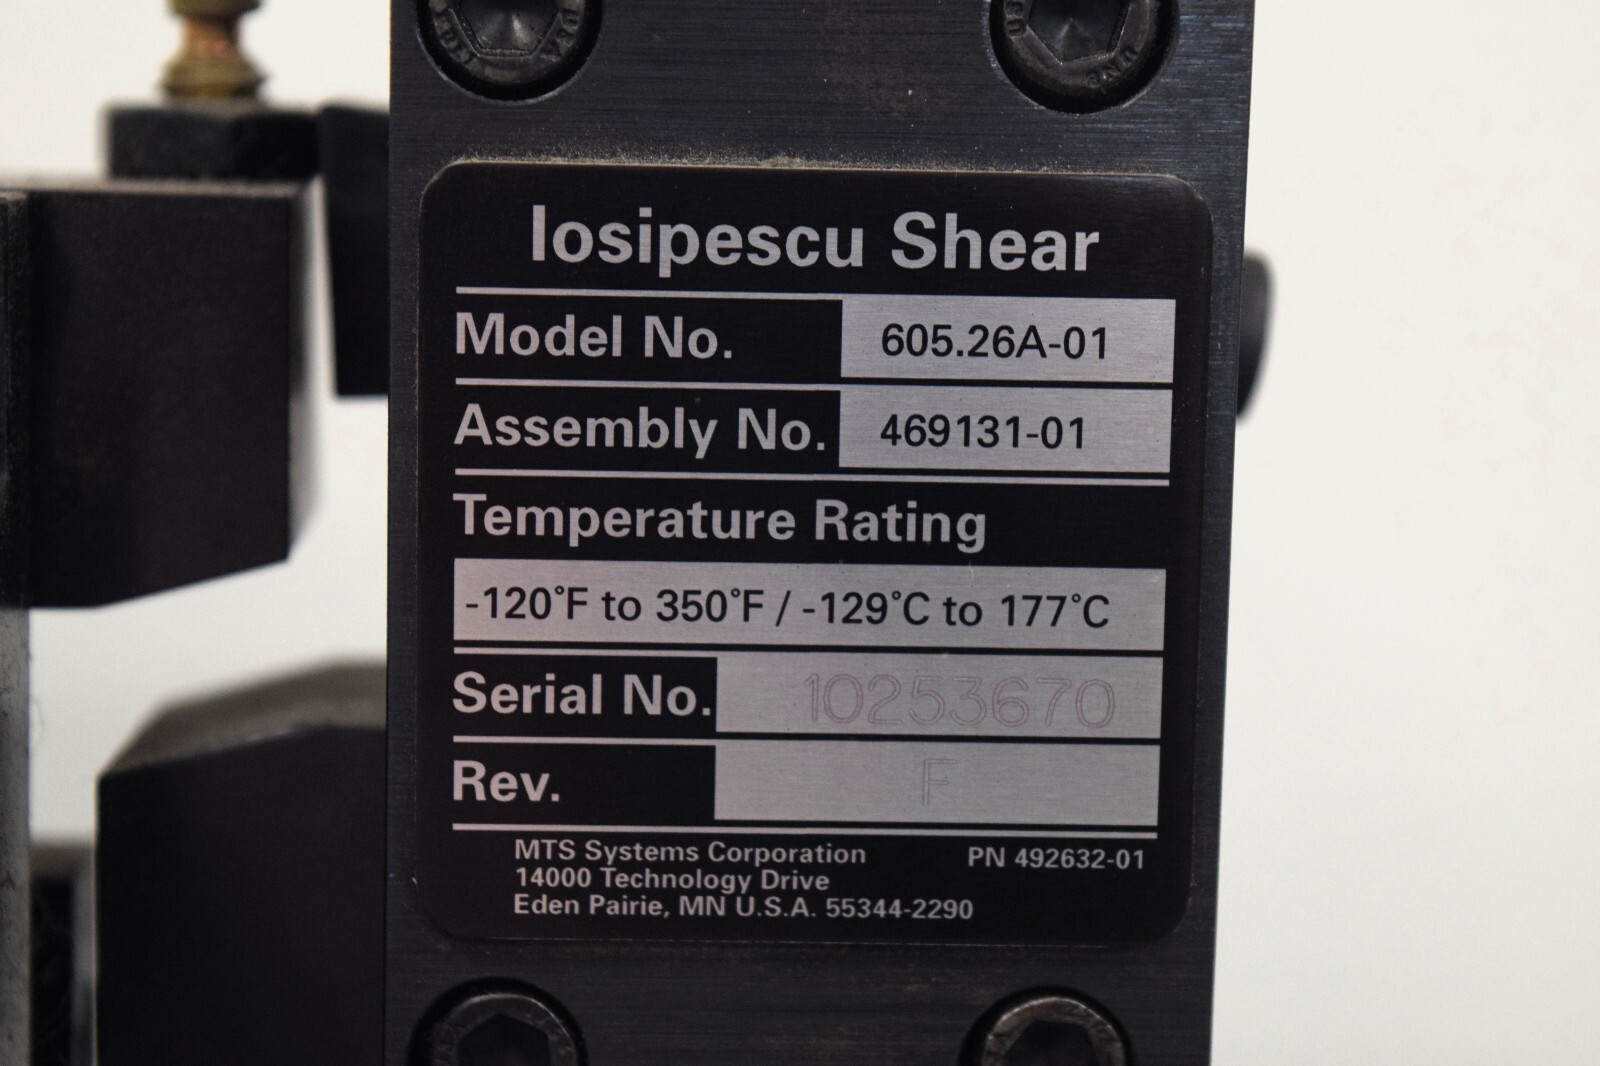 Iosipescu Shear
Model No. 605.26A-01
Assembly No. 469131-01
Temperature Rating
-120°F to 350°F / -129°C to 177°C
Serial No. 10253670
Rev. F
MTS Systems Corporation PN 492632-01
14000 Technology Drive
Eden Pairie, MN U.S.A. 55344-2290